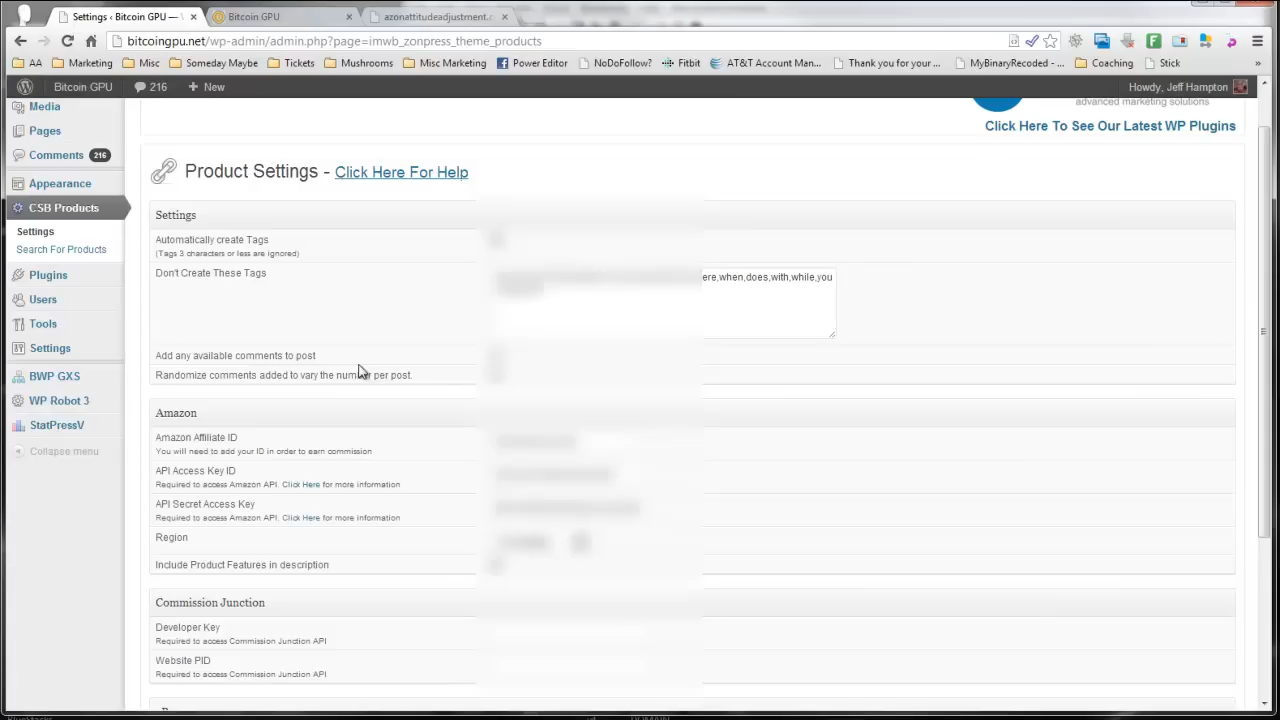 Settings ‹ Bitcoin GPU — W
Bitcoin GPU
azonattitudeadjustment.c
bitcoingpu.net/wp-admin/admin.php?page=imwb_zonpress_theme_products
AA
Marketing
Misc
Someday Maybe
Tickets
Mushrooms
Misc Marketing
Power Editor
NoDoFollow?
Fitbit
AT&T Account Man...
Thank you for your ...
MyBinaryRecoded - ...
Coaching
Stick
»
Bitcoin GPU
216
+ New
Howdy, Jeff Hampton
Media
Pages
Comments 216
Appearance
CSB Products
Settings
Search For Products
Plugins
Users
Tools
Settings
BWP GXS
WP Robot 3
StatPressV
Collapse menu
advanced marketing solutions
Click Here To See Our Latest WP Plugins
Product Settings - Click Here For Help
Settings
Automatically create Tags
(Tags 3 characters or less are ignored)
Don't Create These Tags
ere,when,does,with,while,you
Add any available comments to post
Randomize comments added to vary the number per post.
Amazon
Amazon Affiliate ID
You will need to add your ID in order to earn commission
API Access Key ID
Required to access Amazon API. Click Here for more information
API Secret Access Key
Required to access Amazon API. Click Here for more information
Region
Include Product Features in description
Commission Junction
Developer Key
Required to access Commission Junction API
Website PID
Required to access Commission Junction API